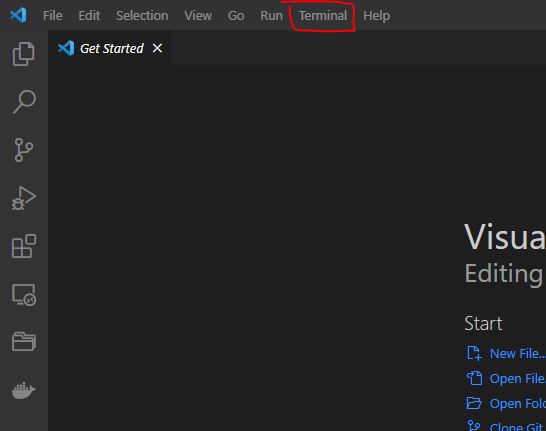 File Edit Selection View Go Run Terminal Help
Get Started
Visua
Editing
Start
New File...
Open File
Open Folc
Clone Git